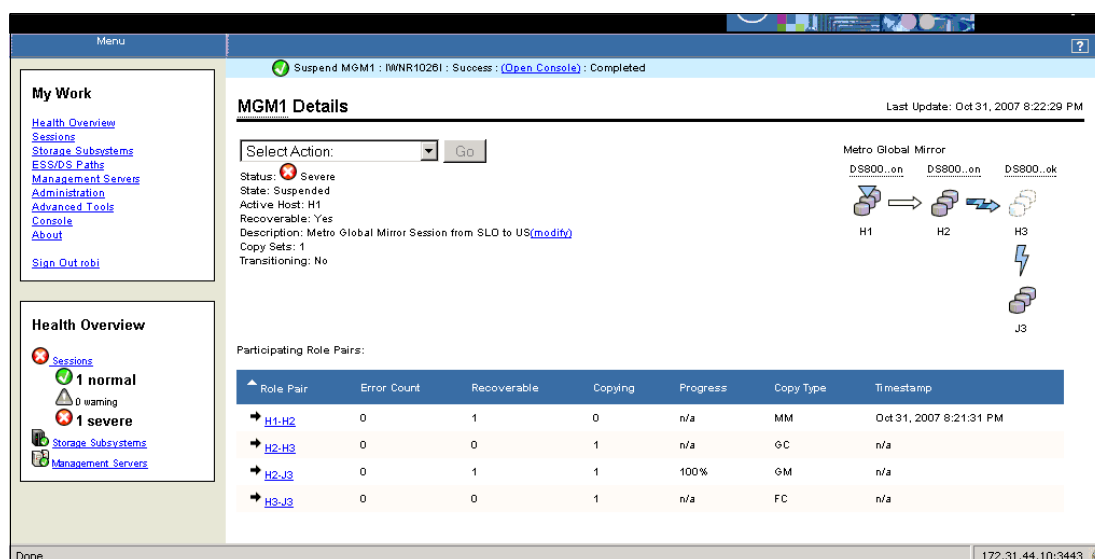 Menu
?
Suspend MGM1 : IWNR1026I : Success : (Open Console) : Completed
My Work
Health Overview
Sessions
Storage Subsystems
ESS/DS Paths
Management Servers
Administration
Advanced Tools
Console
About
Sign Out robi
Health Overview
Sessions
1 normal
0 warning
1 severe
Storage Subsystems
Management Servers
MGM1 Details
Last Update: Oct 31, 2007 8:22:29 PM
Select Action:
Go
Status: Severe
State: Suspended
Active Host: H1
Recoverable: Yes
Description: Metro Global Mirror Session from SLO to US(modify)
Copy Sets: 1
Transitioning: No
Metro Global Mirror
DS800..on DS800..on DS800..ok
H1 H2 H3
J3
Participating Role Pairs:
Role Pair Error Count Recoverable Copying Progress Copy Type Timestamp
H1-H2 0 1 0 n/a MM Oct 31, 2007 8:21:31 PM
H2-H3 0 0 1 n/a GC n/a
H2-J3 0 1 1 100% GM n/a
H3-J3 0 0 1 n/a FC n/a
Done
172.31.44.10:3443